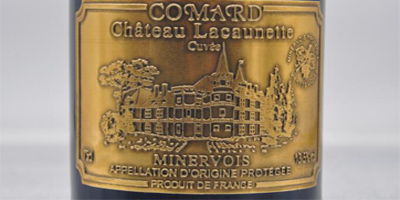 COMARD
Château Lacaunette
Cuvée
MINERVOIS
APPELLATION D'ORIGINE PROTÉGÉE
PRODUIT DE FRANCE